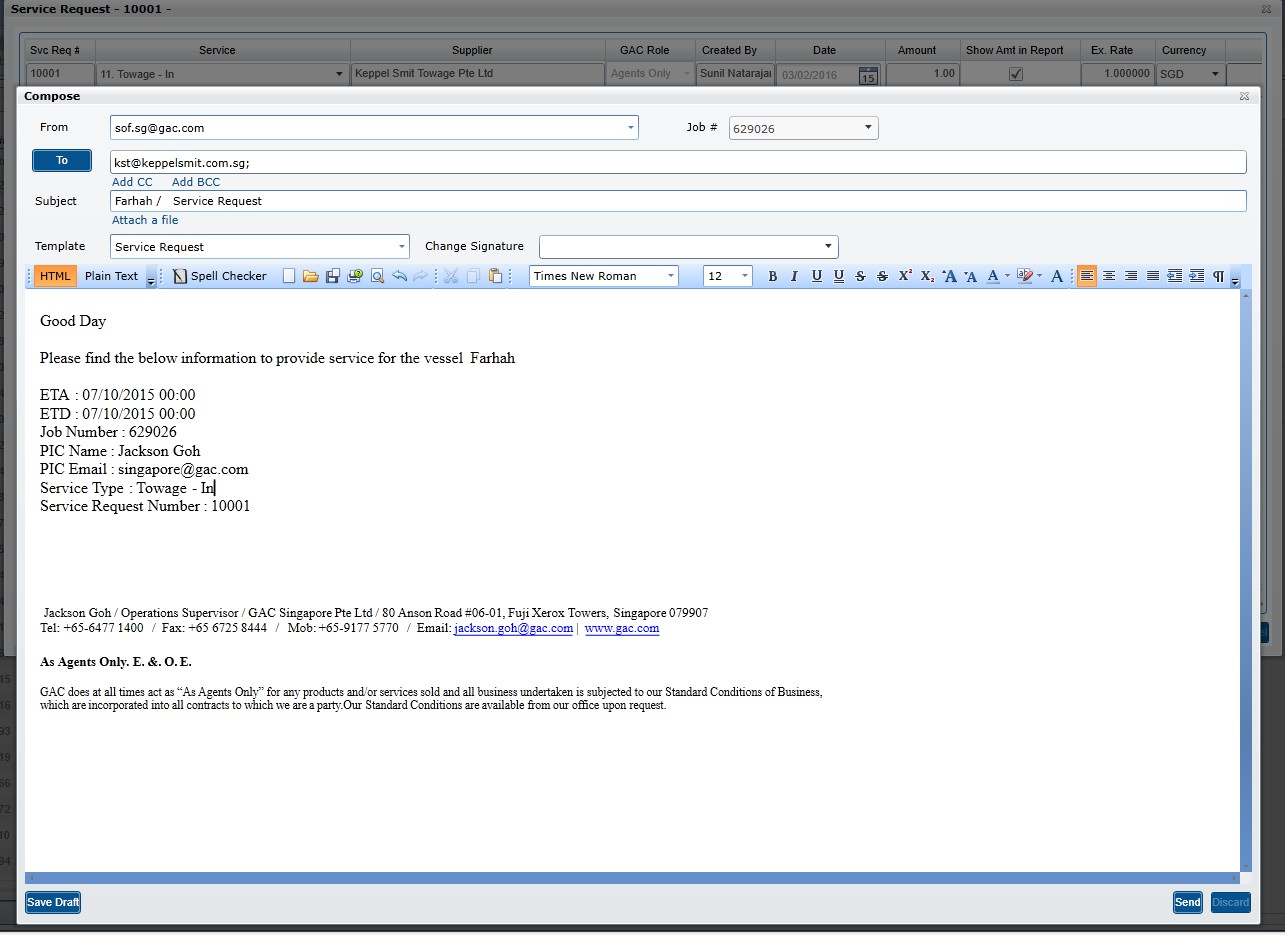 Service Request - 10001 -
Svc Req # Service Supplier GAC Role Created By Date Amount Show Amt in Report Ex. Rate Currency
10001 11. Towage - In Keppel Smit Towage Pte Ltd Agents Only Sunil Natarajan 03/02/2016 15 1.00 1.000000 SGD
Compose
From sof.sg@gac.com Job # 629026
To kst@keppelsmit.com.sg;
Add CC Add BCC
Subject Farhah / Service Request
Attach a file
Template Service Request Change Signature
HTML Plain Text Spell Checker Times New Roman 12 B I U U S S X² X₂ A A A ab A ¶
Good Day
Please find the below information to provide service for the vessel Farhah
ETA : 07/10/2015 00:00
ETD : 07/10/2015 00:00
Job Number : 629026
PIC Name : Jackson Goh
PIC Email : singapore@gac.com
Service Type : Towage - In
Service Request Number : 10001
Jackson Goh / Operations Supervisor / GAC Singapore Pte Ltd / 80 Anson Road #06-01, Fuji Xerox Towers, Singapore 079907
Tel: +65-6477 1400 / Fax: +65 6725 8444 / Mob: +65-9177 5770 / Email: jackson.goh@gac.com | www.gac.com
As Agents Only. E. &. O. E.
GAC does at all times act as “As Agents Only” for any products and/or services sold and all business undertaken is subjected to our Standard Conditions of Business,
which are incorporated into all contracts to which we are a party.Our Standard Conditions are available from our office upon request.
Save Draft Send Discard